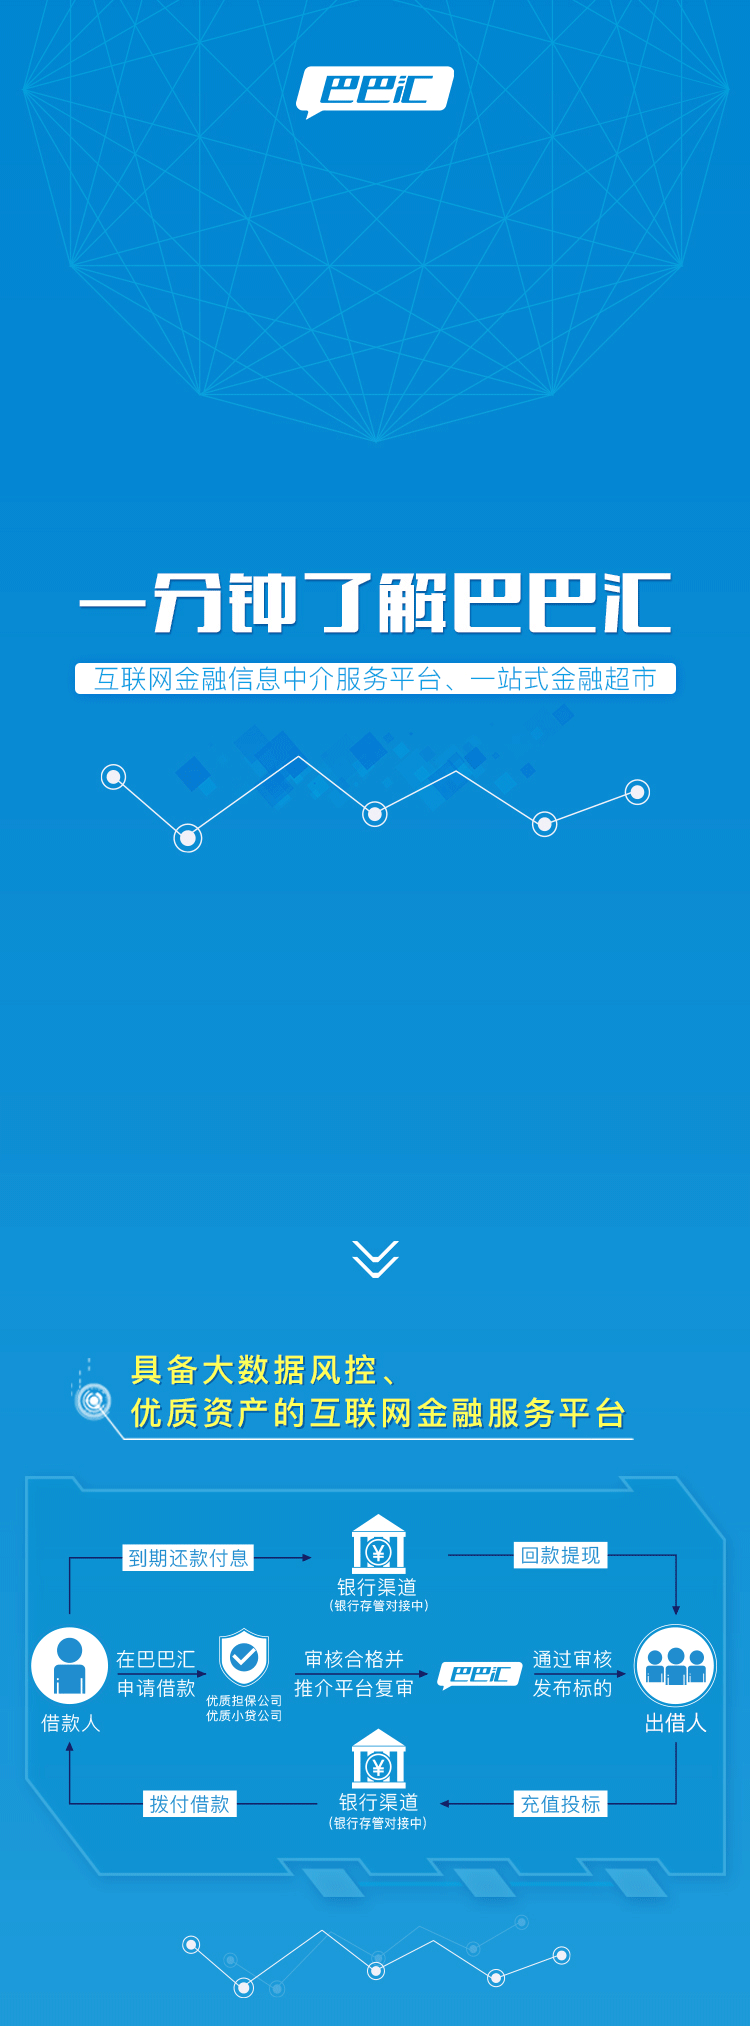 巴巴汇
一分钟了解巴巴汇
互联网金融信息中介服务平台、一站式金融超市
具备大数据风控、
优质资产的互联网金融服务平台
到期还款付息
银行渠道
(银行存管对接中)
回款提现
借款人
在巴巴汇
申请借款
优质担保公司
优质小贷公司
审核合格并
推介平台复审
巴巴汇
通过审核
发布标的
出借人
拨付借款
银行渠道
(银行存管对接中)
充值投标